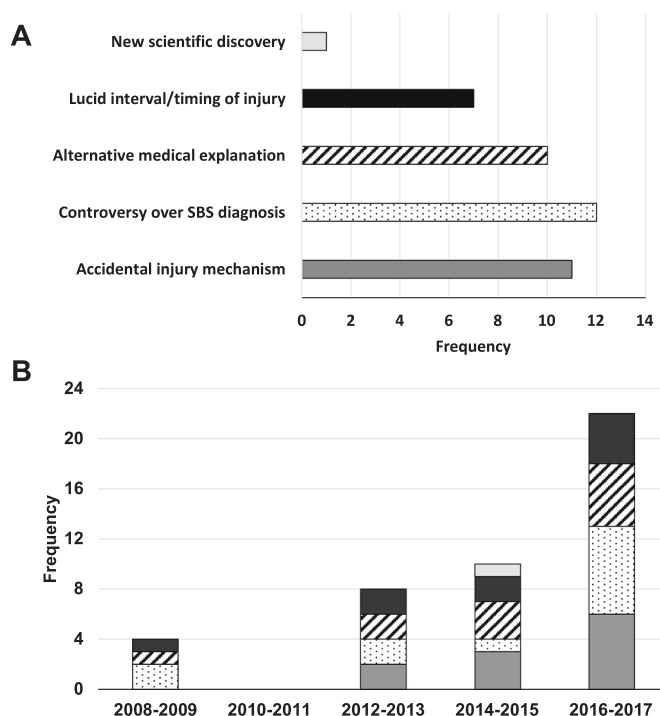 A
New scientific discovery
Lucid interval/timing of injury
Alternative medical explanation
Controversy over SBS diagnosis
Accidental injury mechanism
0 2 4 6 8 10 12 14
Frequency
B
24
20
16
12
8
4
0
Frequency
2008-2009 2010-2011 2012-2013 2014-2015 2016-2017